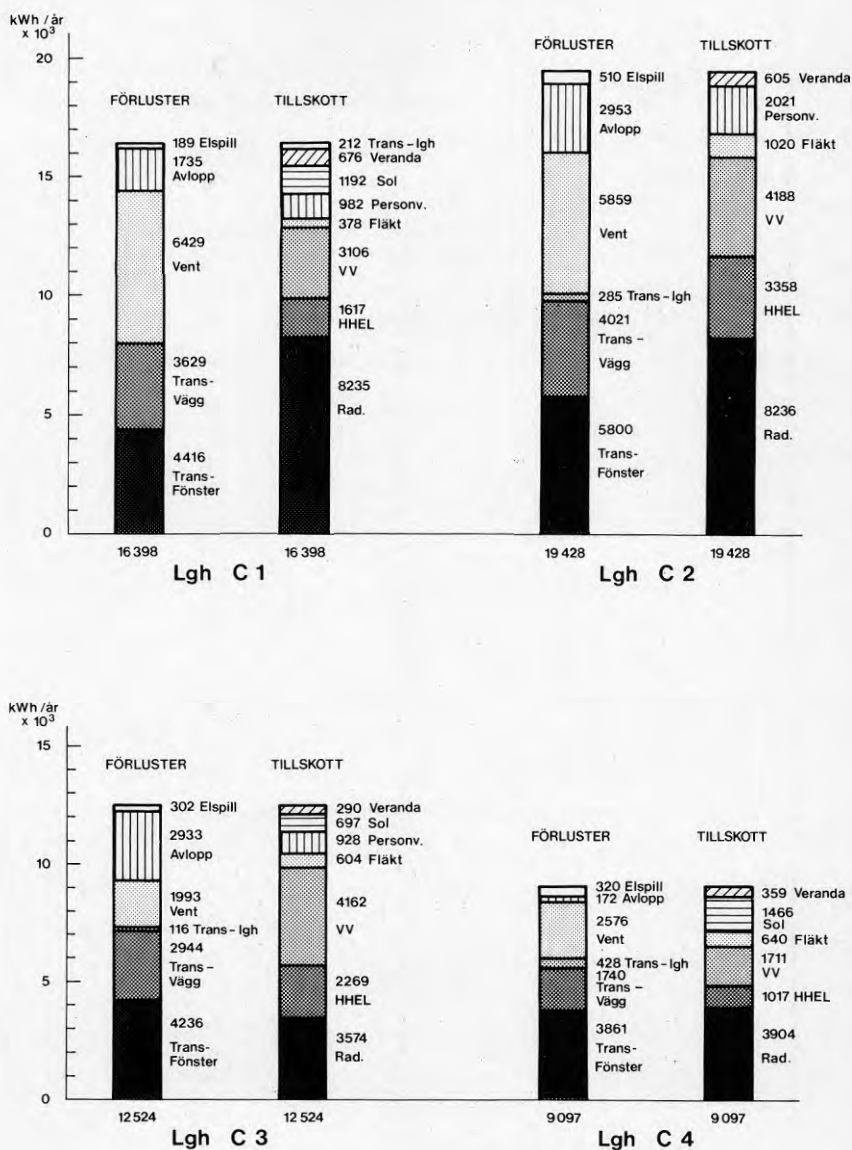 kWh/år
x 10³
20
15
10
5
0
FÖRLUSTER
189 Elspill
1735
Avlopp
6429
Vent
3629
Trans-
Vägg
4416
Trans-
Fönster
16 398
TILLSKOTT
212 Trans-lgh
676 Veranda
1192 Sol
982 Personv.
378 Fläkt
3106
VV
1617
HHEL
8235
Rad.
16 398
Lgh C 1
FÖRLUSTER
510 Elspill
2953
Avlopp
5859
Vent
285 Trans-lgh
4021
Trans-
Vägg
5800
Trans-
Fönster
19 428
TILLSKOTT
605 Veranda
2021
Personv.
1020 Fläkt
4188
VV
3358
HHEL
8236
Rad.
19 428
Lgh C 2
kWh/år
x 10³
15
10
5
0
FÖRLUSTER
302 Elspill
2933
Avlopp
1993
Vent
116 Trans-lgh
2944
Trans-
Vägg
4236
Trans-
Fönster
12 524
TILLSKOTT
290 Veranda
697 Sol
928 Personv.
604 Fläkt
4162
VV
2269
HHEL
3574
Rad.
12 524
Lgh C 3
FÖRLUSTER
320 Elspill
172 Avlopp
2576
Vent
428 Trans-lgh
1740
Trans-
Vägg
3861
Trans-
Fönster
9097
TILLSKOTT
359 Veranda
1466
Sol
640 Fläkt
1711
VV
1017 HHEL
3904
Rad.
9097
Lgh C 4